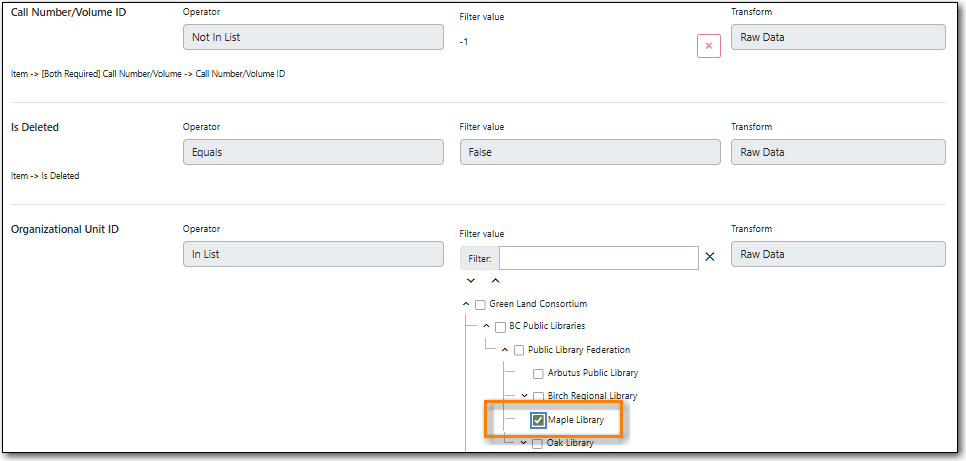 Call Number/Volume ID Operator Filter value Transform
Not In List -1 Raw Data
Item -> [Both Required] Call Number/Volume -> Call Number/Volume ID
Is Deleted Operator Filter value Transform
Equals False Raw Data
Item -> Is Deleted
Organizational Unit ID Operator Filter value Transform
In List Filter: Raw Data
Green Land Consortium
BC Public Libraries
Public Library Federation
Arbutus Public Library
Birch Regional Library
Maple Library
Oak Library